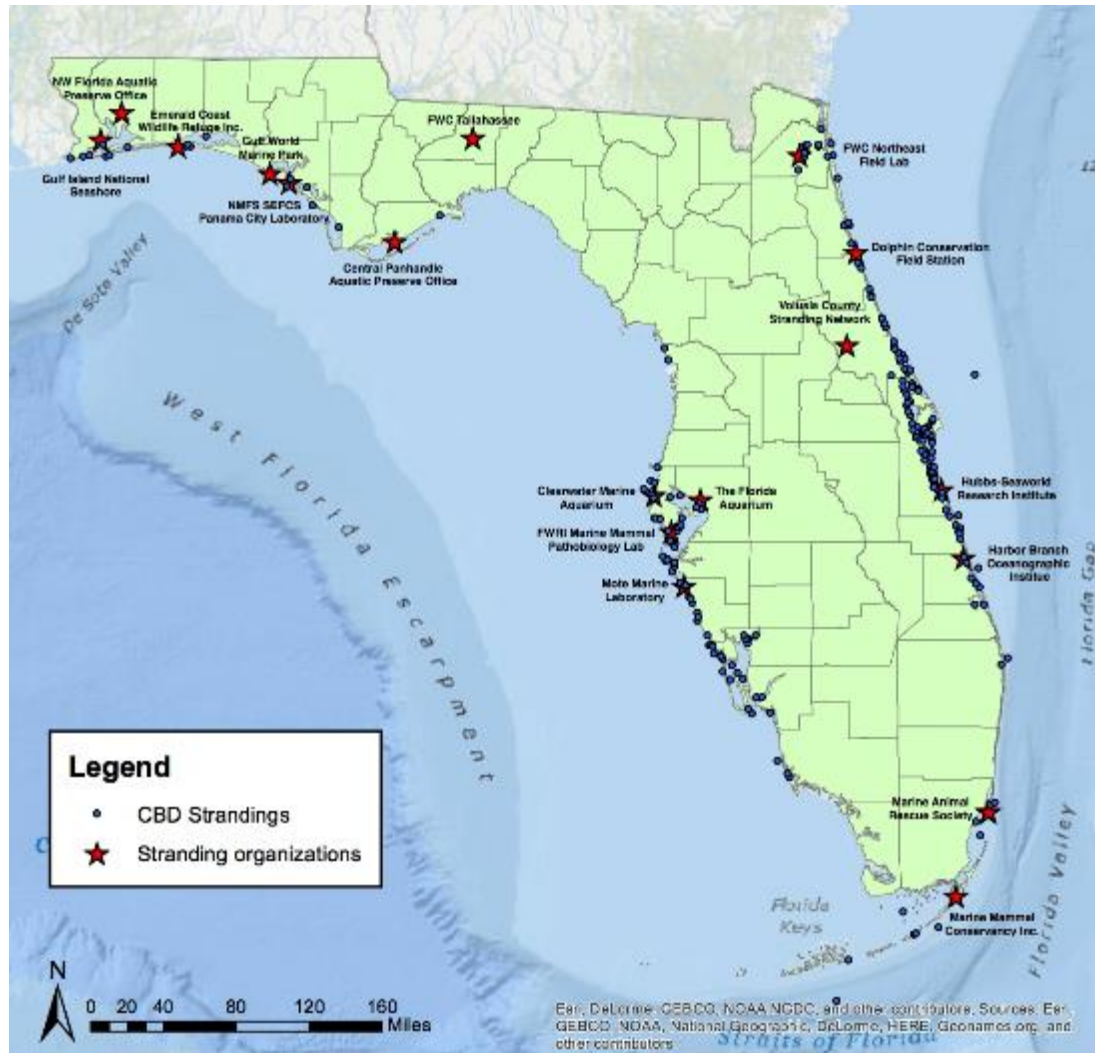 NW Florida Aquatic
Preserve Office
Emerald Coast
Wildlife Refuge Inc.
Gulf World
Marine Park
FWC Tallahassee
FWC Northeast
Field Lab
Gulf Island National
Seashore
NMFS SEFCS
Panama City Laboratory
Central Panhandle
Aquatic Preserve Office
Dolphin Conservation
Field Station
Volusia County
Stranding Network
De Soto Valley
West Florida Escarpment
Clearwater Marine
Aquarium
The Florida
Aquarium
Hubbs-Seaworld
Research Institute
FWRI Marine Mammal
Pathobiology Lab
Harbor Branch
Oceanographic
Institue
Mote Marine
Laboratory
Florida Gap
Legend
CBD Strandings
Stranding organizations
Marine Animal
Rescue Society
Florida Valley
Florida
Keys
Marine Mammal
Conservancy Inc.
N
0 20 40 80 120 160
Miles
Esri, DeLorme, GEBCO, NOAA NGDC, and other contributors, Sources: Esri,
GEBCO, NOAA, National Geographic, DeLorme, HERE, Geonames.org, and
other contributors
Straits of Florida